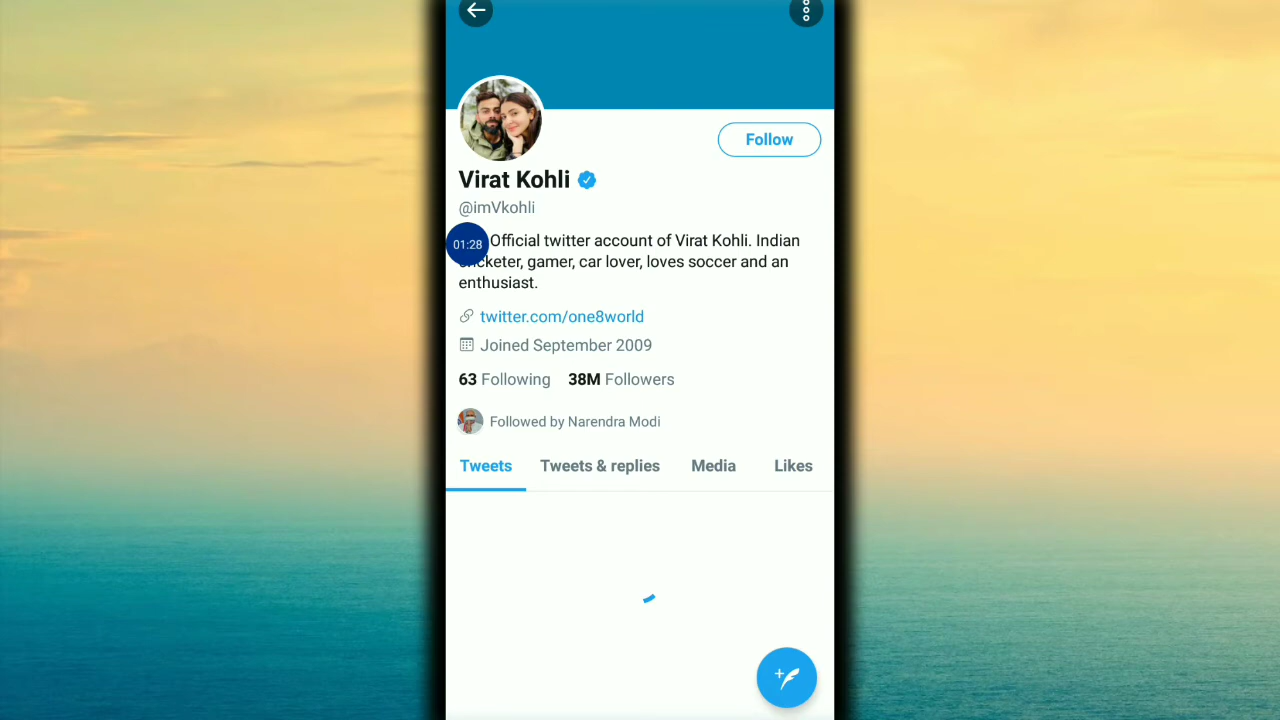 Follow
Virat Kohli
@imVkohli
01:28
Official twitter account of Virat Kohli. Indian
cketer, gamer, car lover, loves soccer and an
enthusiast.
twitter.com/one8world
Joined September 2009
63 Following 38M Followers
Followed by Narendra Modi
Tweets Tweets & replies Media Likes